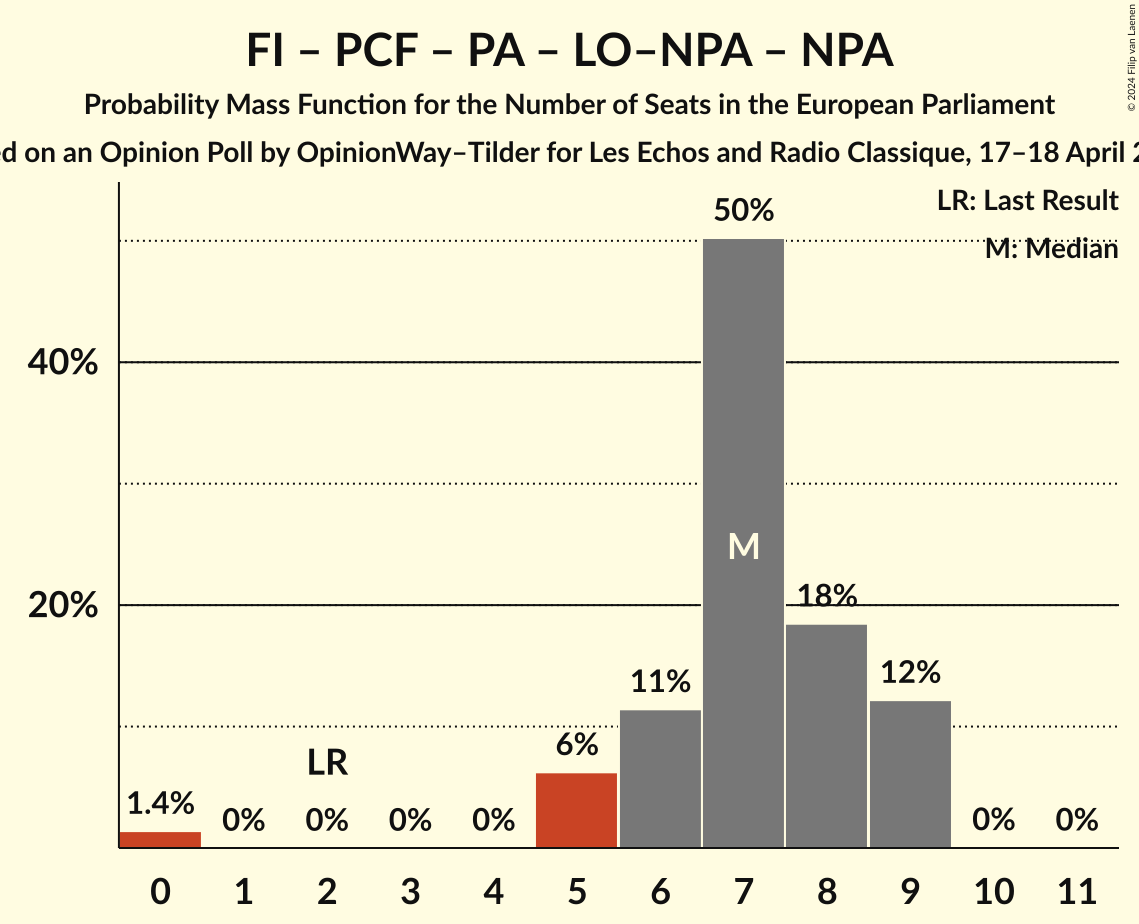 FI – PCF – PA – LO–NPA – NPA
Probability Mass Function for the Number of Seats in the European Parliament
on an Opinion Poll by OpinionWay–Tilder for Les Echos and Radio Classique, 17–18 April
© 2024 Filip van Laenen
LR: Last Result
M: Median
50%
40%
M
20%
18%
12%
11%
6%
LR
1.4%
0%
0%
0%
0%
0%
0%
0 1 2 3 4 5 6 7 8 9 10 11